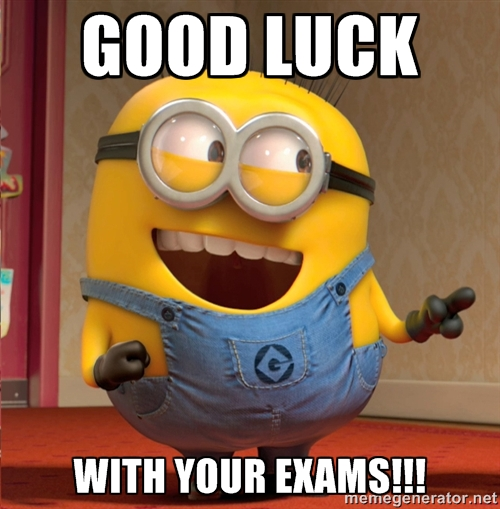 GOOD LUCK
G
WITH YOUR EXAMS!!!
memegenerator.net